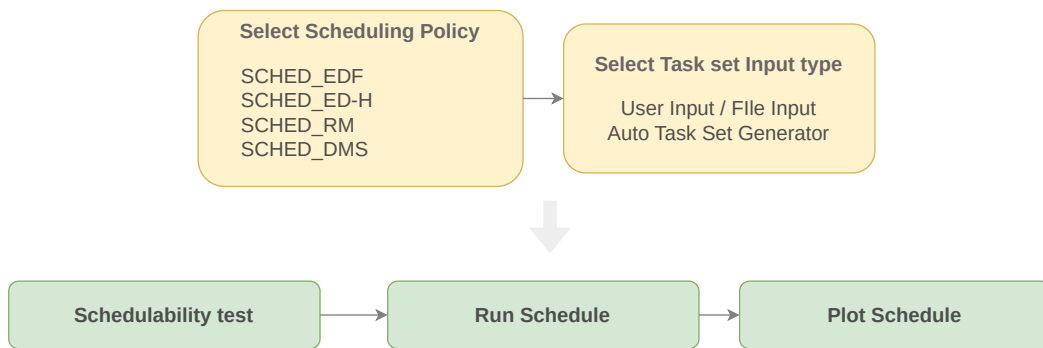 Select Scheduling Policy
SCHED_EDF
SCHED_ED-H
SCHED_RM
SCHED_DMS
Select Task set Input type
User Input / FIle Input
Auto Task Set Generator
Schedulability test
Run Schedule
Plot Schedule